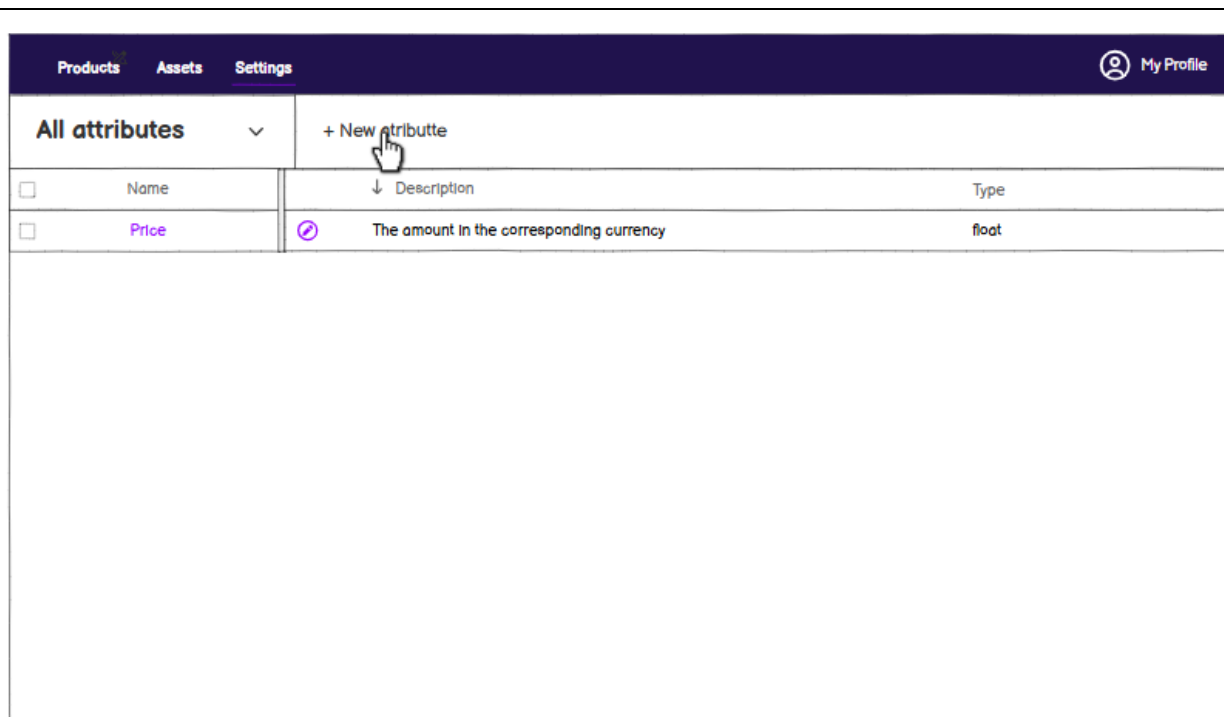 Products Assets Settings My Profile
All attributes + New atributte
Name ↓ Description Type
Price The amount in the corresponding currency float